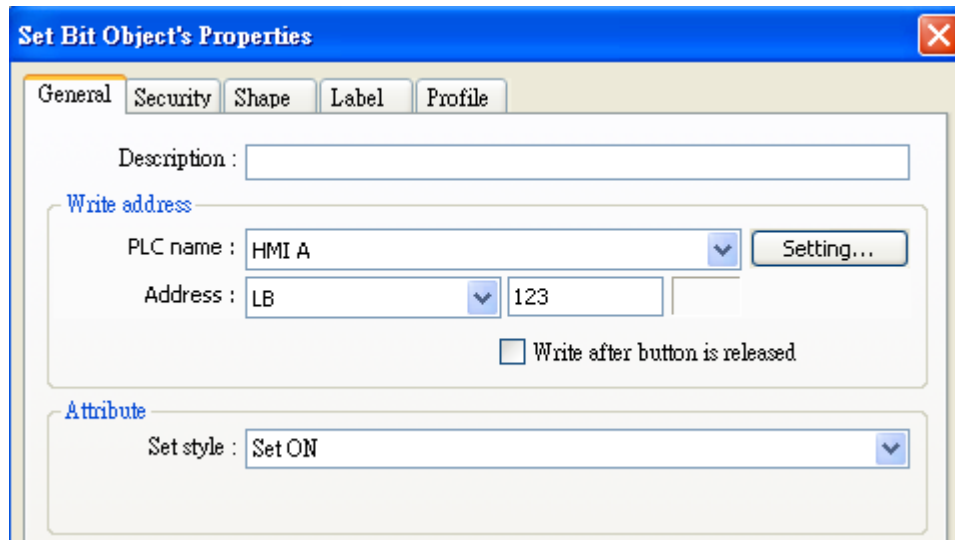 Set Bit Object's Properties
General Security Shape Label Profile
Description :
Write address
PLC name : HMI A Setting...
Address : LB 123
Write after button is released
Attribute
Set style : Set ON